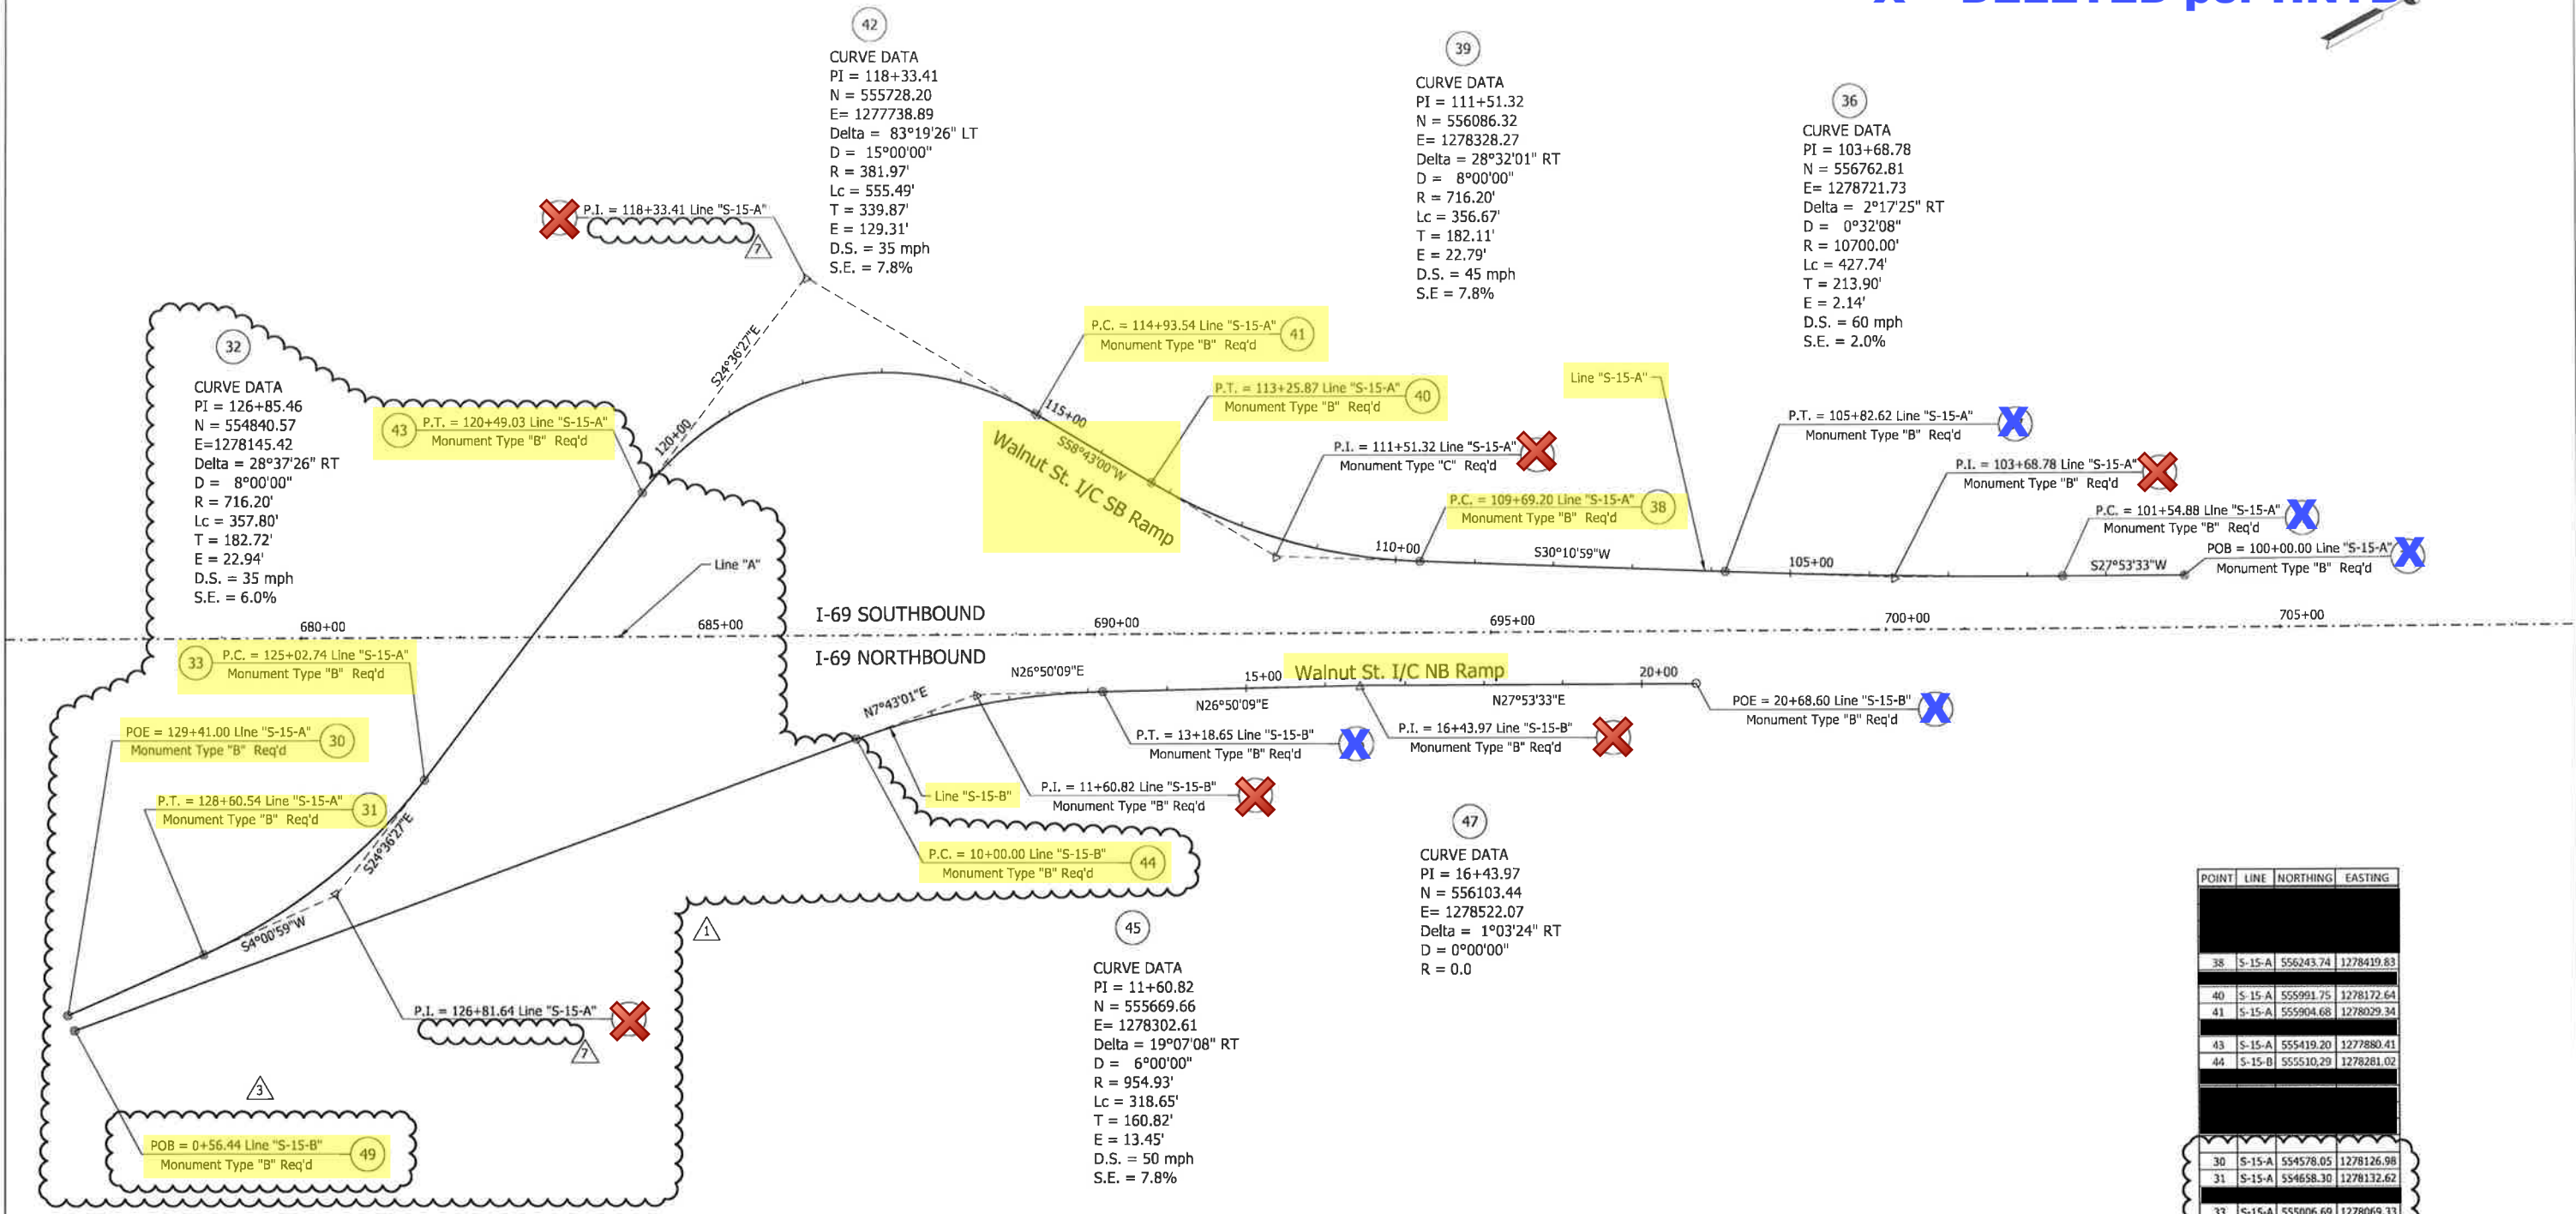 X = DELETED per HNTB
42
CURVE DATA
PI = 118+33.41
N = 555728.20
E= 1277738.89
Delta = 83°19'26" LT
D = 15°00'00"
R = 381.97'
Lc = 555.49'
T = 339.87'
E = 129.31'
D.S. = 35 mph
S.E. = 7.8%
39
CURVE DATA
PI = 111+51.32
N = 556086.32
E= 1278328.27
Delta = 28°32'01" RT
D = 8°00'00"
R = 716.20'
Lc = 356.67'
T = 182.11'
E = 22.79'
D.S. = 45 mph
S.E = 7.8%
36
CURVE DATA
PI = 103+68.78
N = 556762.81
E= 1278721.73
Delta = 2°17'25" RT
D = 0°32'08"
R = 10700.00'
Lc = 427.74'
T = 213.90'
E = 2.14'
D.S. = 60 mph
S.E. = 2.0%
P.I. = 118+33.41 Line "S-15-A"
7
32
CURVE DATA
PI = 126+85.46
N = 554840.57
E=1278145.42
Delta = 28°37'26" RT
D = 8°00'00"
R = 716.20'
Lc = 357.80'
T = 182.72'
E = 22.94'
D.S. = 35 mph
S.E. = 6.0%
43
P.T. = 120+49.03 Line "S-15-A"
Monument Type "B" Req'd
S24°36'27"E
120+00
P.C. = 114+93.54 Line "S-15-A"
Monument Type "B" Req'd
41
115+00
S58°43'00"W
Walnut St. I/C SB Ramp
P.T. = 113+25.87 Line "S-15-A"
Monument Type "B" Req'd
40
P.I. = 111+51.32 Line "S-15-A"
Monument Type "C" Req'd
P.C. = 109+69.20 Line "S-15-A"
Monument Type "B" Req'd
38
Line "S-15-A"
P.T. = 105+82.62 Line "S-15-A"
Monument Type "B" Req'd
P.I. = 103+68.78 Line "S-15-A"
Monument Type "B" Req'd
P.C. = 101+54.88 Line "S-15-A"
Monument Type "B" Req'd
POB = 100+00.00 Line "S-15-A"
Monument Type "B" Req'd
110+00
S30°10'59"W
105+00
S27°53'33"W
Line "A"
I-69 SOUTHBOUND
680+00
685+00
690+00
695+00
700+00
705+00
I-69 NORTHBOUND
33
P.C. = 125+02.74 Line "S-15-A"
Monument Type "B" Req'd
POE = 129+41.00 Line "S-15-A"
Monument Type "B" Req'd
30
P.T. = 128+60.54 Line "S-15-A"
Monument Type "B" Req'd
31
S24°36'27"E
S4°00'59"W
N7°43'01"E
N26°50'09"E
15+00
Walnut St. I/C NB Ramp
20+00
N26°50'09"E
N27°53'33"E
POE = 20+68.60 Line "S-15-B"
Monument Type "B" Req'd
P.T. = 13+18.65 Line "S-15-B"
Monument Type "B" Req'd
P.I. = 16+43.97 Line "S-15-B"
Monument Type "B" Req'd
Line "S-15-B"
P.I. = 11+60.82 Line "S-15-B"
Monument Type "B" Req'd
P.C. = 10+00.00 Line "S-15-B"
Monument Type "B" Req'd
44
1
P.I. = 126+81.64 Line "S-15-A"
7
3
POB = 0+56.44 Line "S-15-B"
Monument Type "B" Req'd
49
45
CURVE DATA
PI = 11+60.82
N = 555669.66
E= 1278302.61
Delta = 19°07'08" RT
D = 6°00'00"
R = 954.93'
Lc = 318.65'
T = 160.82'
E = 13.45'
D.S. = 50 mph
S.E. = 7.8%
47
CURVE DATA
PI = 16+43.97
N = 556103.44
E= 1278522.07
Delta = 1°03'24" RT
D = 0°00'00"
R = 0.0
POINT LINE NORTHING EASTING
38 S-15-A 556243.74 1278419.83
40 S-15-A 555991.75 1278172.64
41 S-15-A 555904.68 1278029.34
43 S-15-A 555419.20 1277880.41
44 S-15-B 555510.29 1278281.02
30 S-15-A 554578.05 1278126.98
31 S-15-A 554658.30 1278132.62
33 S-15-A 555006.69 1278069.33